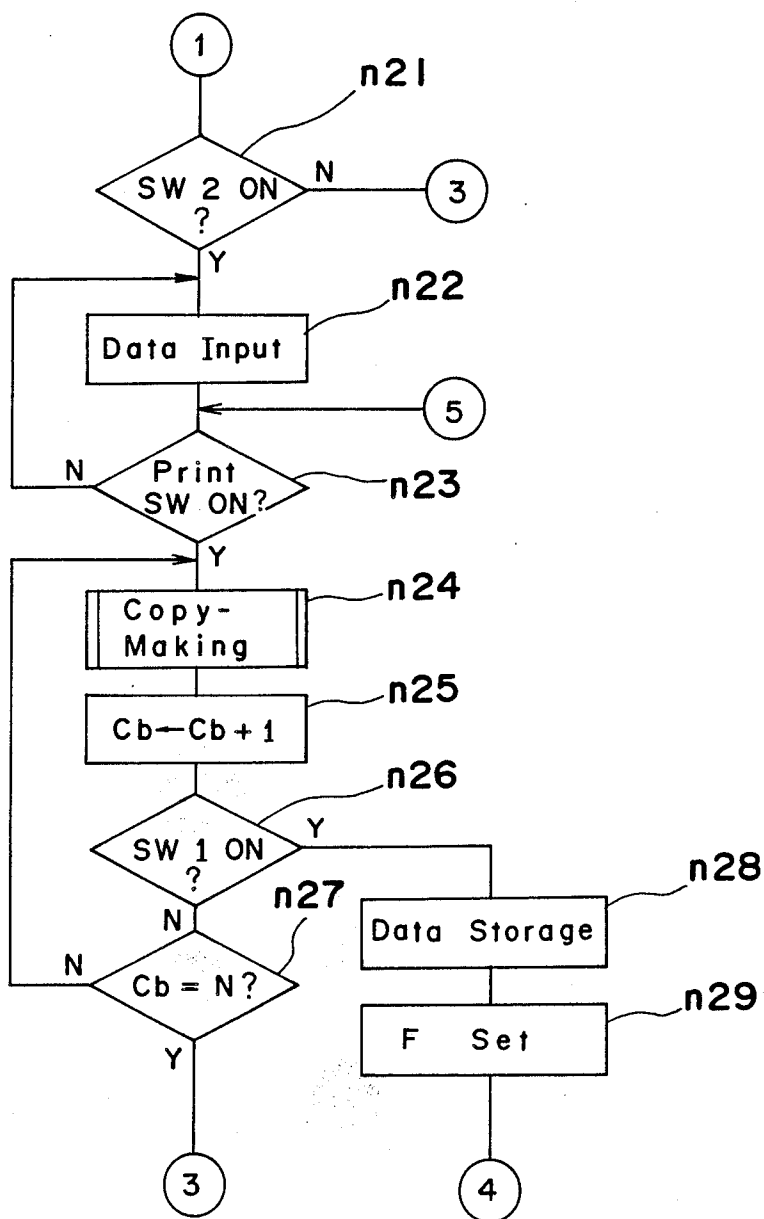 1
n21
SW 2 ON
?
N
3
Y
n22
Data Input
5
N
Print
SW ON?
n23
Y
n24
Copy-
Making
n25
Cb←Cb+1
n26
SW 1 ON
?
Y
n28
N
n27
Data Storage
N
Cb = N?
n29
F Set
Y
3
4